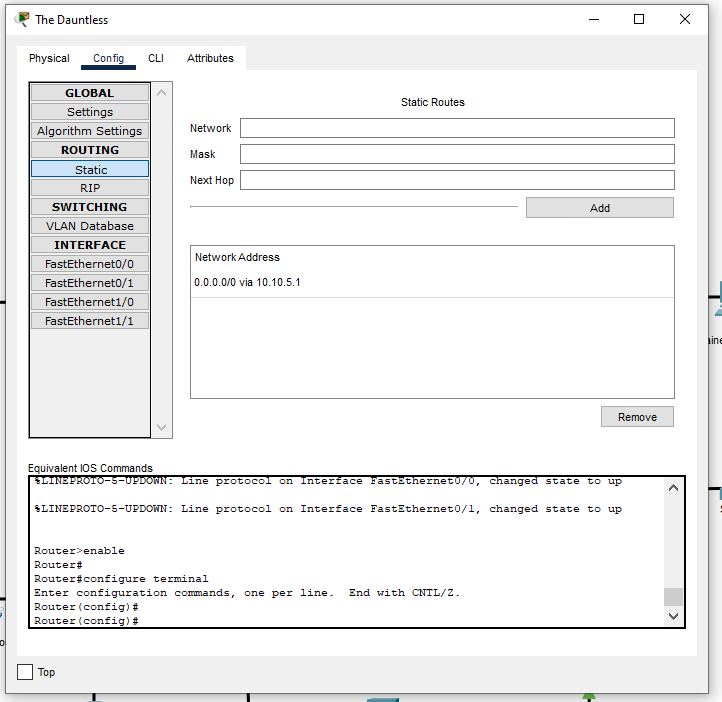 The Dauntless
Physical Config CLI Attributes
GLOBAL
Settings
Algorithm Settings
ROUTING
Static
RIP
SWITCHING
VLAN Database
INTERFACE
FastEthernet0/0
FastEthernet0/1
FastEthernet1/0
FastEthernet1/1
Static Routes
Network
Mask
Next Hop
Add
Network Address
0.0.0.0/0 via 10.10.5.1
Remove
Equivalent IOS Commands
%LINEPROTO-5-UPDOWN: Line protocol on Interface FastEthernet0/0, changed state to up
%LINEPROTO-5-UPDOWN: Line protocol on Interface FastEthernet0/1, changed state to up
Router>enable
Router#
Router#configure terminal
Enter configuration commands, one per line. End with CNTL/Z.
Router(config)#
Router(config)#
Top